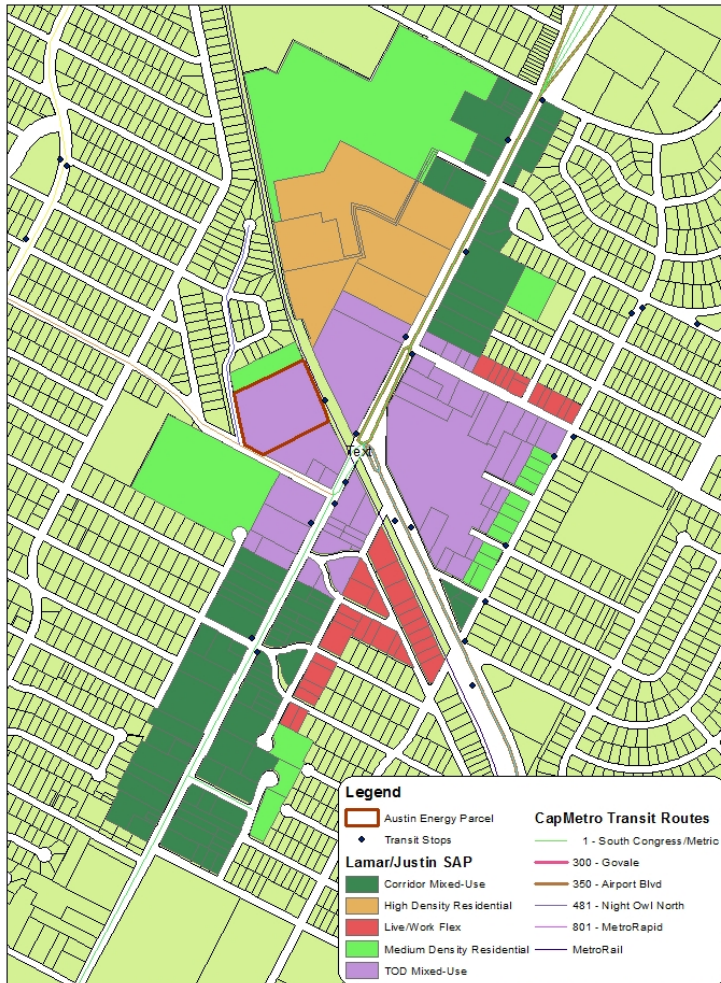 Text
Legend
Austin Energy Parcel
Transit Stops
Lamar/Justin SAP
Corridor Mixed-Use
High Density Residential
Live/Work Flex
Medium Density Residential
TOD Mixed-Use
CapMetro Transit Routes
1 - South Congress/Metric
300 - Govale
350 - Airport Blvd
481 - Night Owl North
801 - MetroRapid
MetroRail